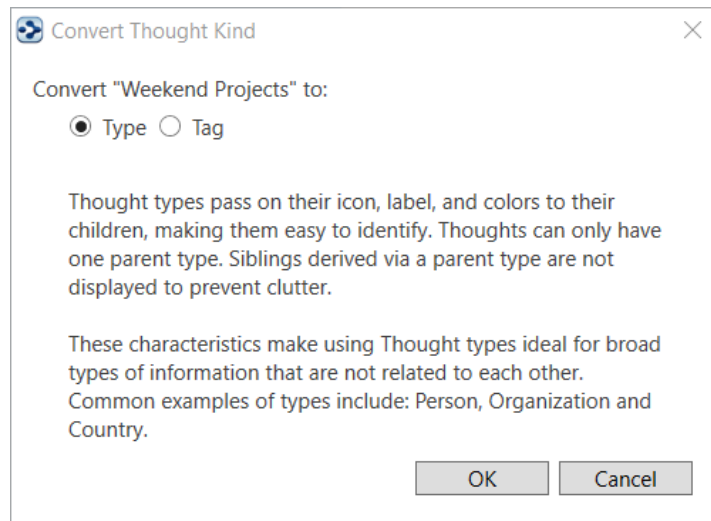 Convert Thought Kind
Convert "Weekend Projects" to:
Type Tag
Thought types pass on their icon, label, and colors to their
children, making them easy to identify. Thoughts can only have
one parent type. Siblings derived via a parent type are not
displayed to prevent clutter.
These characteristics make using Thought types ideal for broad
types of information that are not related to each other.
Common examples of types include: Person, Organization and
Country.
OK Cancel